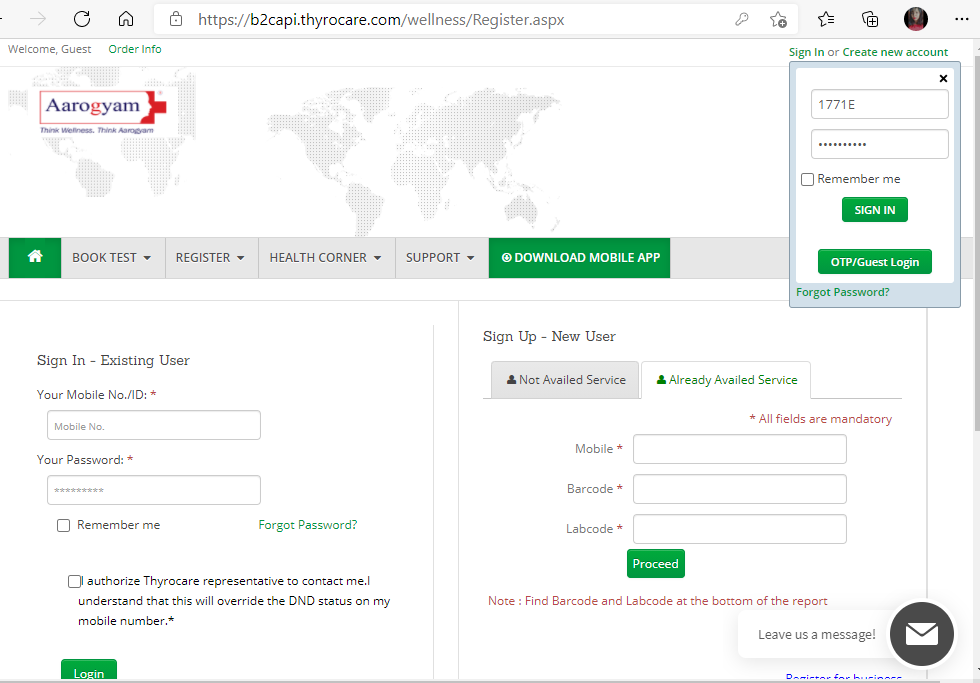 https://b2capi.thyrocare.com/wellness/Register.aspx
Welcome, Guest Order Info
Sign In or Create new account
×
1771E
••••••••••
Remember me
SIGN IN
OTP/Guest Login
Forgot Password?
Aarogyam
Think Wellness, Think Aarogyam
BOOK TEST REGISTER HEALTH CORNER SUPPORT DOWNLOAD MOBILE APP
Sign In - Existing User
Your Mobile No./ID: *
Mobile No.
Your Password: *
*********
Remember me Forgot Password?
I authorize Thyrocare representative to contact me.I
understand that this will override the DND status on my
mobile number.*
Login
Sign Up - New User
Not Availed Service Already Availed Service
* All fields are mandatory
Mobile *
Barcode *
Labcode *
Proceed
Note : Find Barcode and Labcode at the bottom of the report
Leave us a message!
Register for business